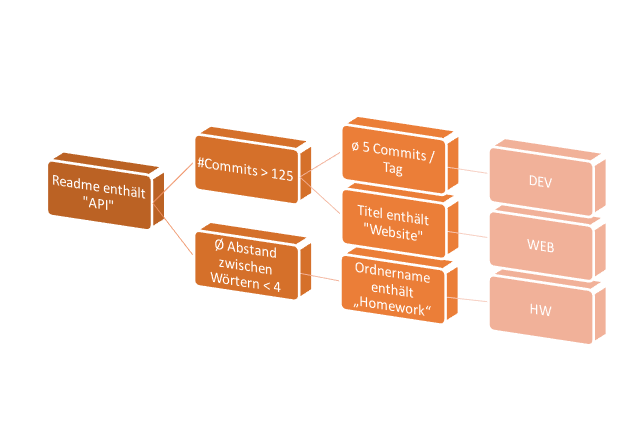 Readme enthält
"API"
#Commits > 125
Ø Abstand
zwischen
Wörtern < 4
ø 5 Commits /
Tag
Titel enthält
"Website"
Ordnername
enthält
„Homework“
DEV
WEB
HW